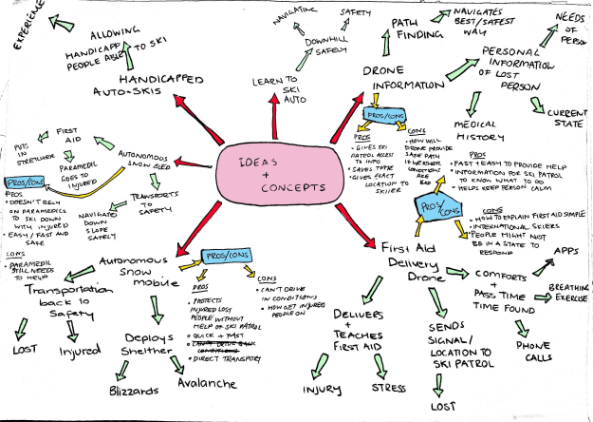 EXPERIENCE
ALLOWING
HANDICAPP
PEOPLE ABLE TO SKI
HANDICAPPED
AUTO-SKIS
NAVIGATING
SAFETY
DOWNHILL
SAFELY
LEARN TO
SKI
AUTO
PATH
FINDING
NAVIGATES
BEST/SAFEST
WAY
NEEDS
OF
PERSON
DRONE
INFORMATION
PERSONAL
INFORMATION
OF LOST
PERSON
CURRENT
STATE
MEDICAL
HISTORY
PROS/CONS
PROS
• GIVES SKI
PATROL ACCESS
TO INFO
• SAVES TIME
• GIVES EXACT
LOCATION TO
SKIER
CONS
• HOW WILL
DRONE PROVIDE
SAFE PATH
IF WEATHER
CONDITIONS
ARE
BAD
IDEAS
+
CONCEPTS
FIRST
AID
PUTS
IN
STRETCHER
PARAMEDIC
GOES TO
INJURED
AUTONOMOUS
SNOW SLED
TRANSPORTS
TO SAFETY
NAVIGATES
DOWN
SLOPE
SAFELY
PROS/CONS
PROS
• DOESN'T RELY
ON PARAMEDICS
TO SKI DOWN
WITH INJURED
• EASY / FAST AND
SAFE
CONS
• PARAMEDIC
STILL NEEDS
TO HELP
PROS/CONS
PROS
• FAST + EASY TO PROVIDE HELP
• INFORMATION FOR SKI PATROL
TO KNOW WHAT TO DO
• HELPS KEEP PERSON CALM
CONS
• HOW TO EXPLAIN FIRST AID SIMPLE
• INTERNATIONAL SKIERS
• PEOPLE MIGHT NOT
BE IN A STATE TO
RESPOND
Autonomous
Snow
mobile
Transportation
back to
Safety
LOST
Injured
Deploys
Shelther
Blizzards
Avalanche
PROS/CONS
PROS
• PROTECTS
INJURED/LOSS
PEOPLE WITHOUT
HELP OF SKI PATROL
• QUICK + FAST
• CAN'T DRIVE
CONDITIONS
• DIRECT TRANSPORT
CONS
• CAN'T DRIVE
IN CONDITIONS
• HOW GET INJURED
PEOPLE ON
First Aid
Delivery
Drone
COMFORTS
+
PASS TIME
TIME
FOUND
APPS
BREATHING
EXERCISE
PHONE
CALLS
DELIVERS
+
TEACHES
FIRST AID
INJURY
STRESS
SENDS
SIGNAL/
LOCATION TO
SKI PATROL
LOST